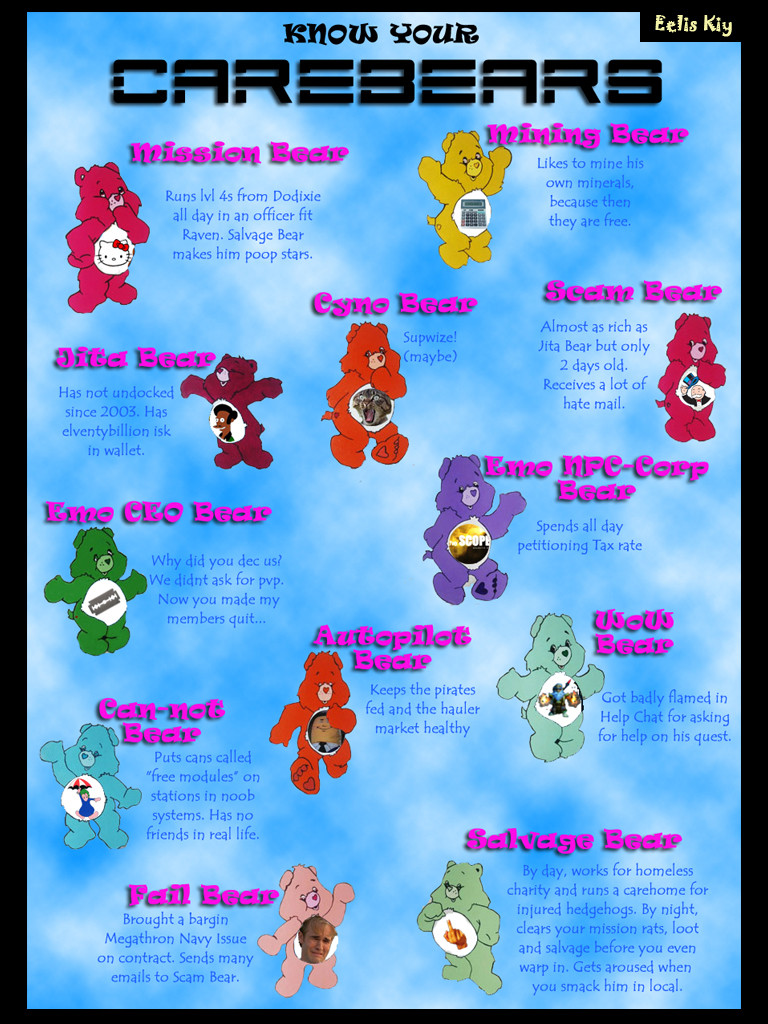 Eelis Kiy
KNOW YOUR
CAREBEARS
Mission Bear
Runs lvl 4s from Dodixie
all day in an officer fit
Raven. Salvage Bear
makes him poop stars.
Mining Bear
Likes to mine his
own minerals,
because then
they are free.
Cyno Bear
Supwize!
(maybe)
Scam Bear
Almost as rich as
Jita Bear but only
2 days old.
Receives a lot of
hate mail.
Jita Bear
Has not undocked
since 2003. Has
elventybillion isk
in wallet.
Emo NPC-Corp
Bear
Spends all day
petitioning Tax rate
SCOPE
Emo CEO Bear
Why did you dec us?
We didnt ask for pvp.
Now you made my
members quit...
Autopilot
Bear
Keeps the pirates
fed and the hauler
market healthy
WoW
Bear
Got badly flamed in
Help Chat for asking
for help on his quest.
Can-not
Bear
Puts cans called
"free modules" on
stations in noob
systems. Has no
friends in real life.
Fail Bear
Brought a bargin
Megathron Navy Issue
on contract. Sends many
emails to Scam Bear.
Salvage Bear
By day, works for homeless
charity and runs a carehome for
injured hedgehogs. By night,
clears your mission rats, loot
and salvage before you even
warp in. Gets aroused when
you smack him in local.